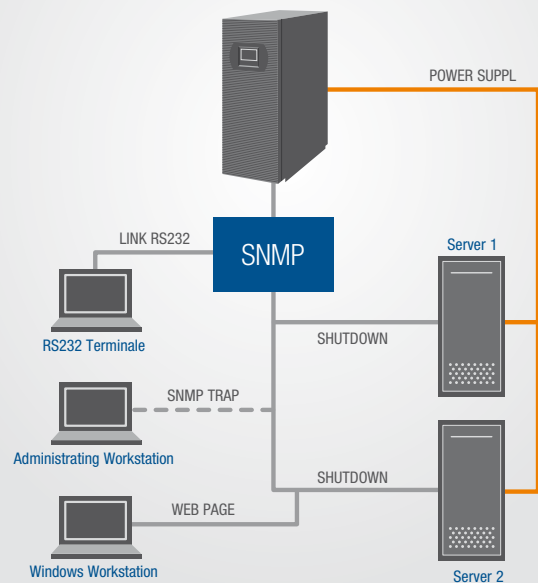 POWER SUPPL
LINK RS232
SNMP
Server 1
RS232 Terminale
SHUTDOWN
SNMP TRAP
Administrating Workstation
SHUTDOWN
WEB PAGE
Windows Workstation
Server 2